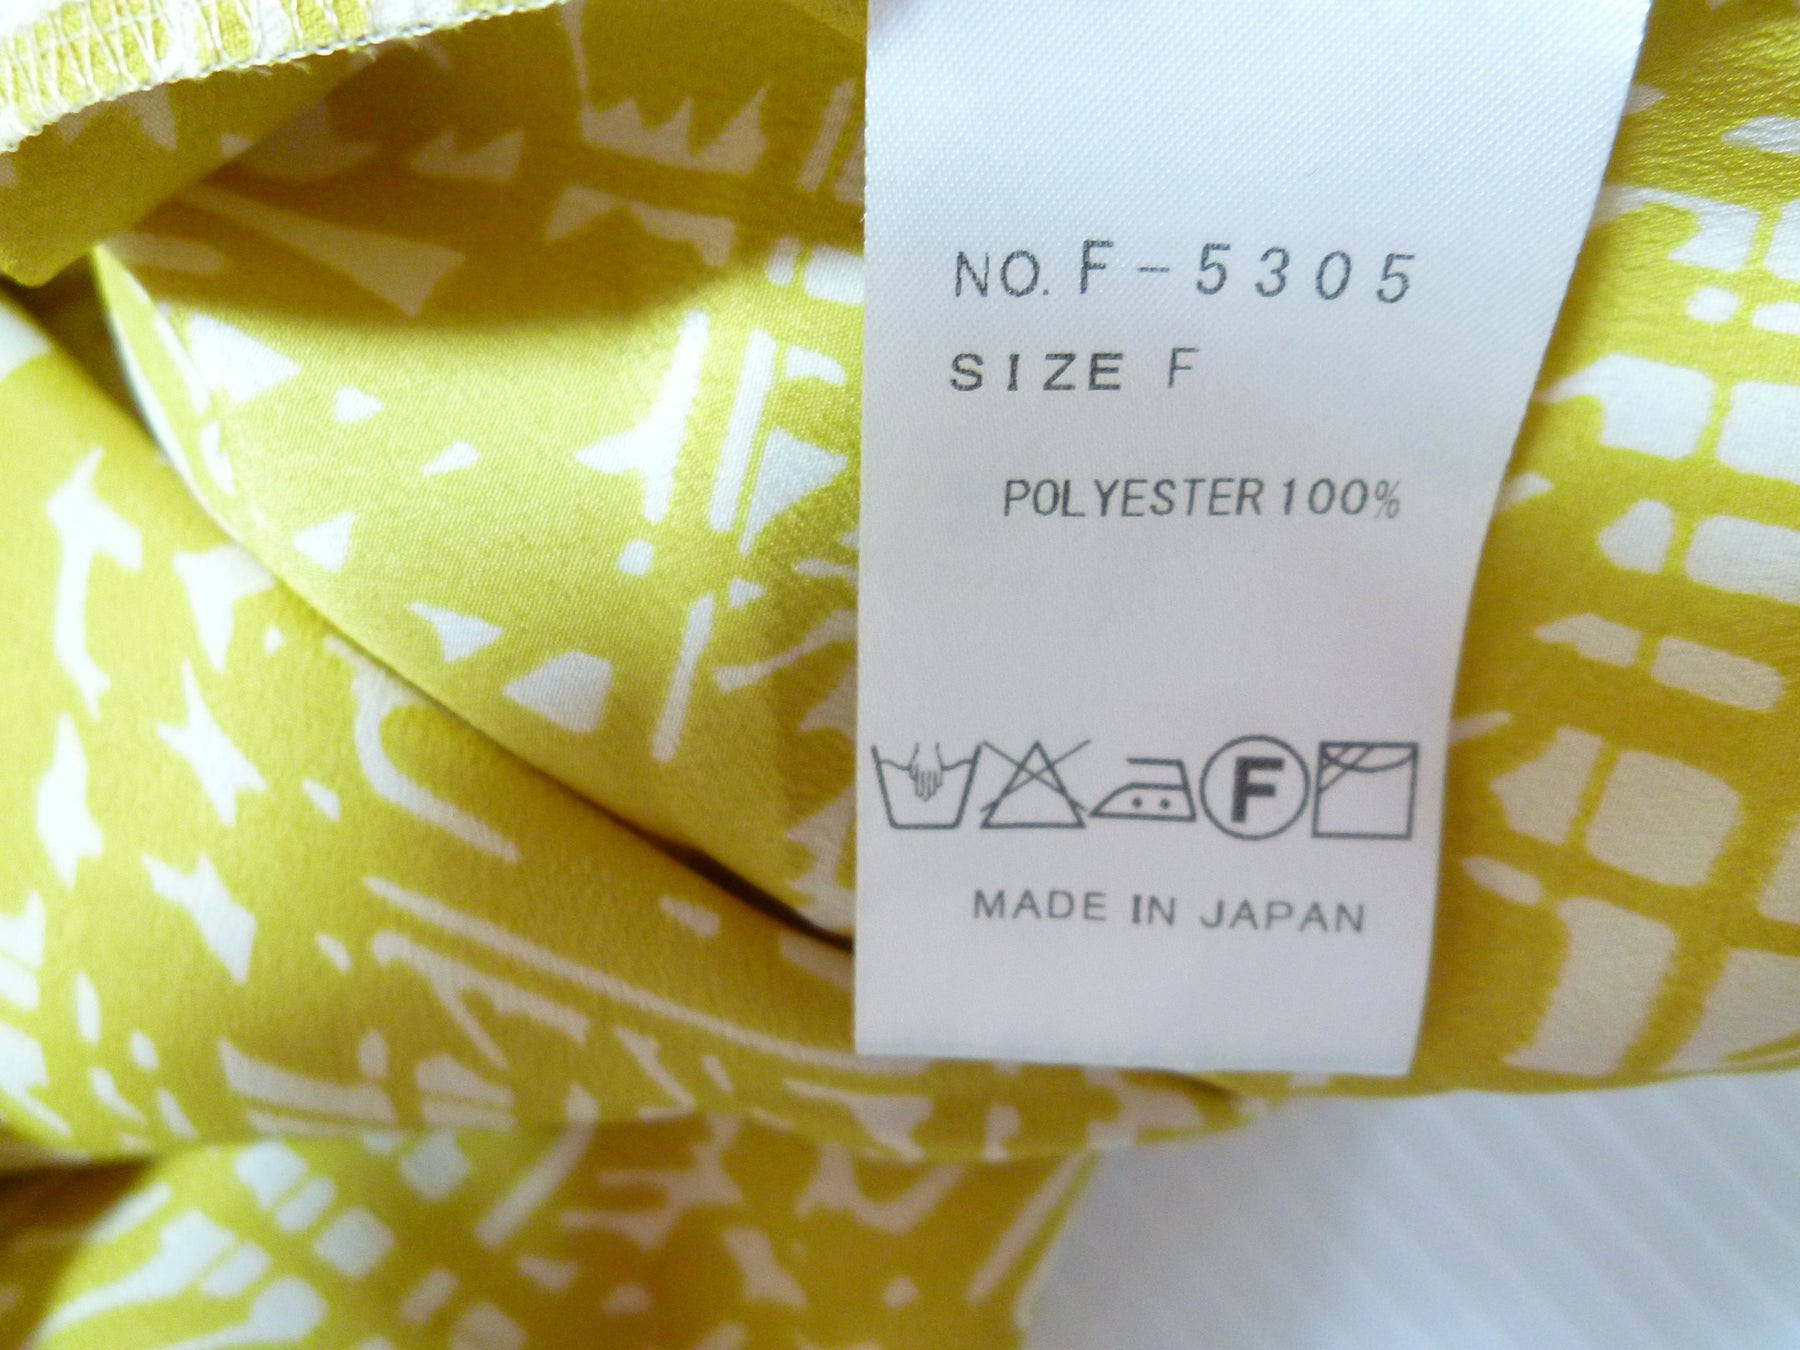 NO. F-5305
SIZE F
POLYESTER 100%
F
MADE IN JAPAN